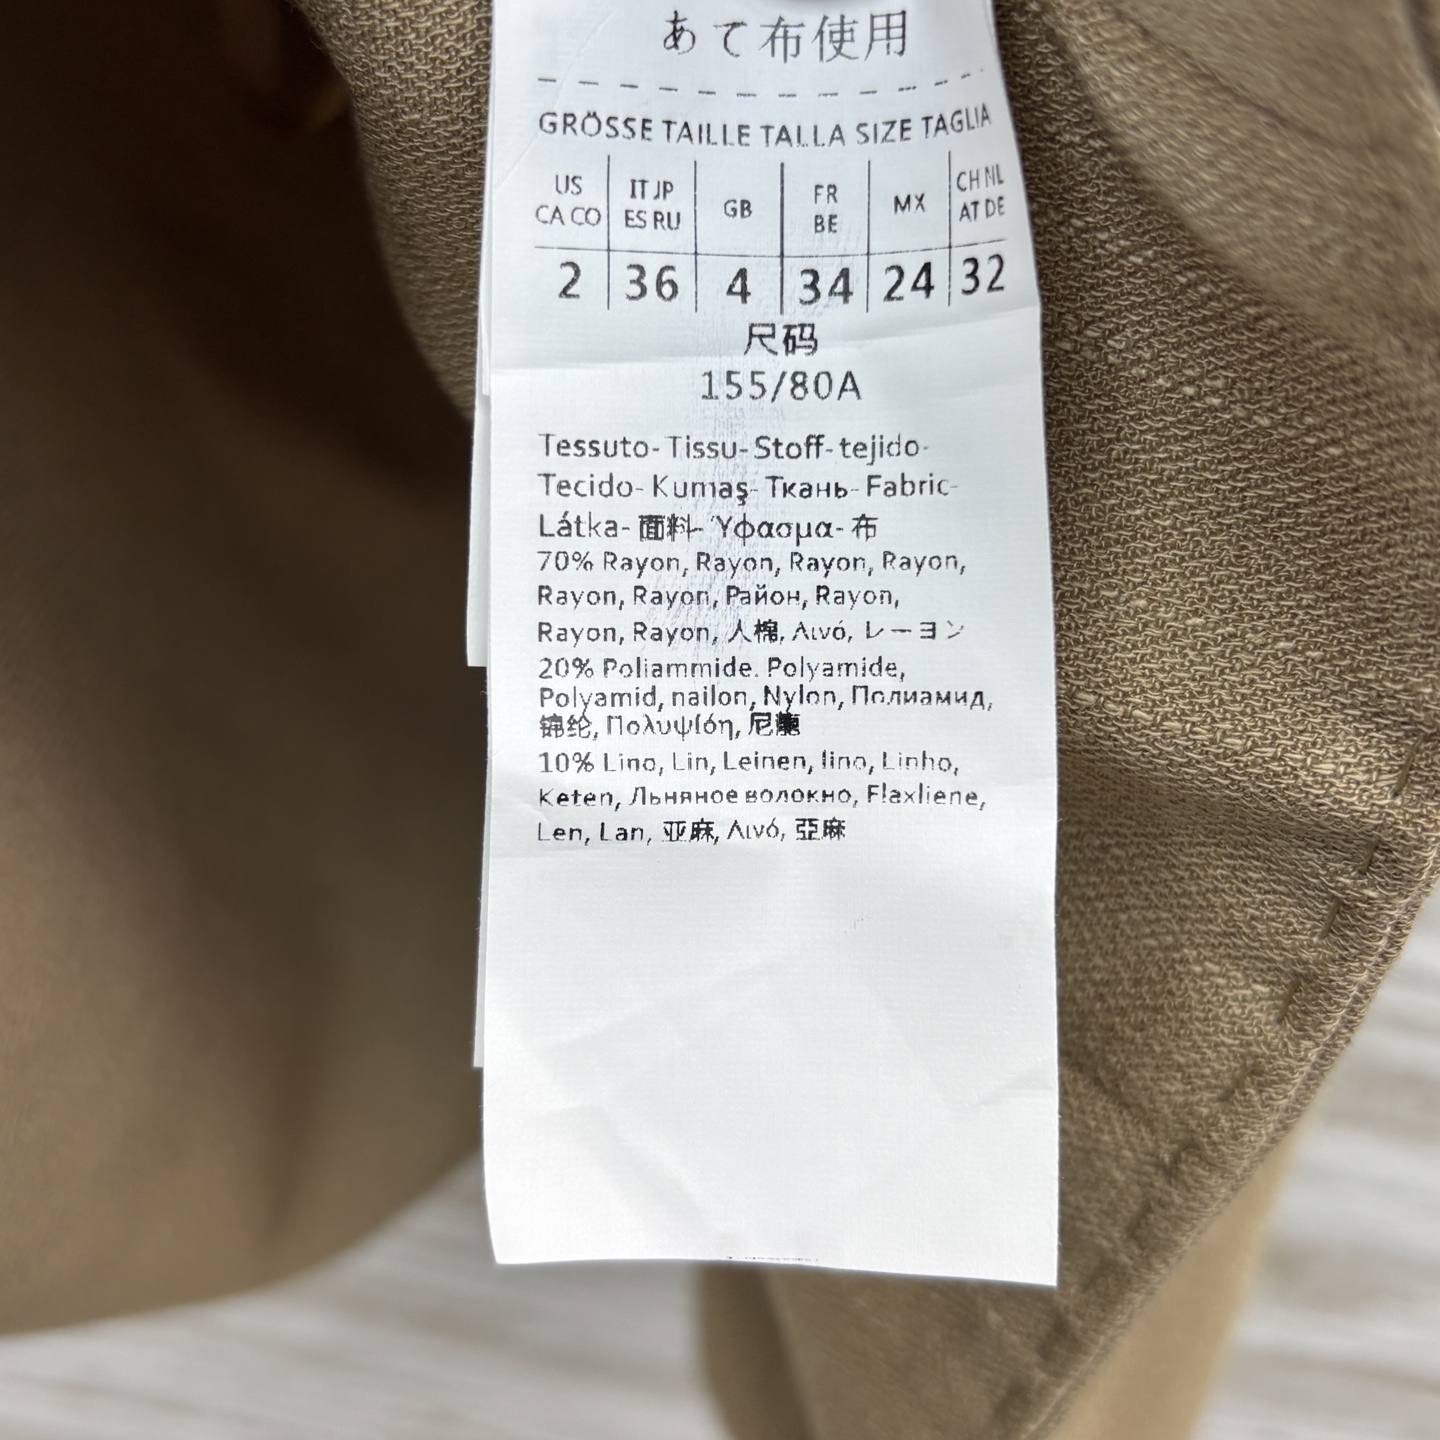 あて布使用
GRÖSSE TAILLE TALLA SIZE TAGLIA
US IT JP GB FR MX CH NL
CA CO ES RU BE AT DE
2 36 4 34 24 32
尺码
155/80A
Tessuto- Tissu- Stoff- tejido-
Tecido- Kumaş- Ткань- Fabric-
Látka- 面料- Ύφασμα- 布
70% Rayon, Rayon, Rayon, Rayon,
Rayon, Rayon, Район, Rayon,
Rayon, Rayon, 人棉, Λινό, レーヨン
20% Poliammide. Polyamide,
Polyamid, nailon, Nylon, Полиамид,
锦纶, Πολυψίόη, 尼龍
10% Lino, Lin, Leinen, lino, Linho,
Keten, Льняное волокно, Flaxliene,
Len, Lan, 亚麻, Λινό, 亞麻